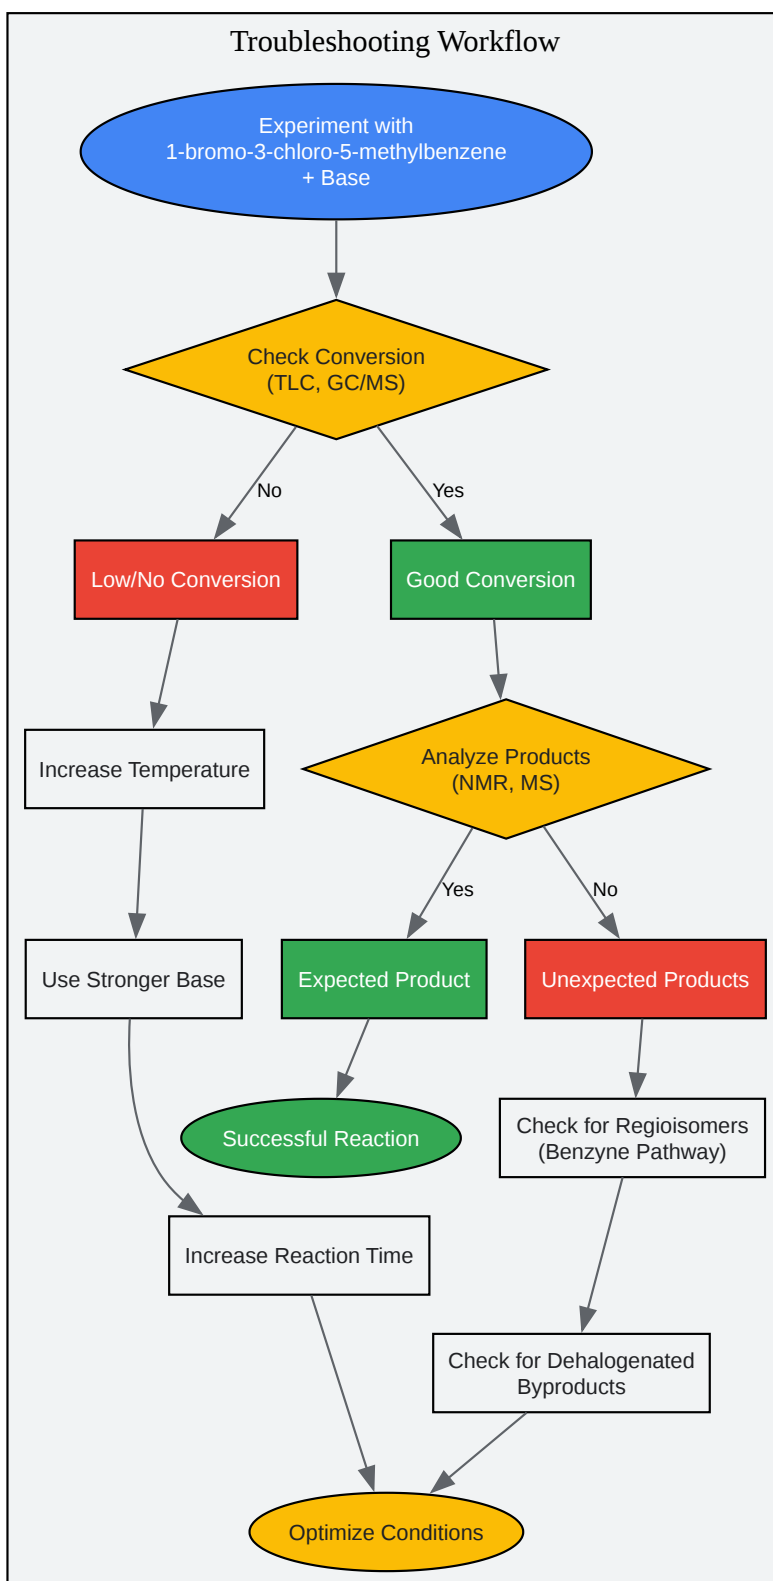 Troubleshooting Workflow
Experiment with
1-bromo-3-chloro-5-methylbenzene
+ Base
Check Conversion
(TLC, GC/MS)
No
Yes
Low/No Conversion
Good Conversion
Increase Temperature
Analyze Products
(NMR, MS)
Yes
No
Use Stronger Base
Expected Product
Unexpected Products
Successful Reaction
Check for Regioisomers
(Benzyne Pathway)
Increase Reaction Time
Check for Dehalogenated
Byproducts
Optimize Conditions